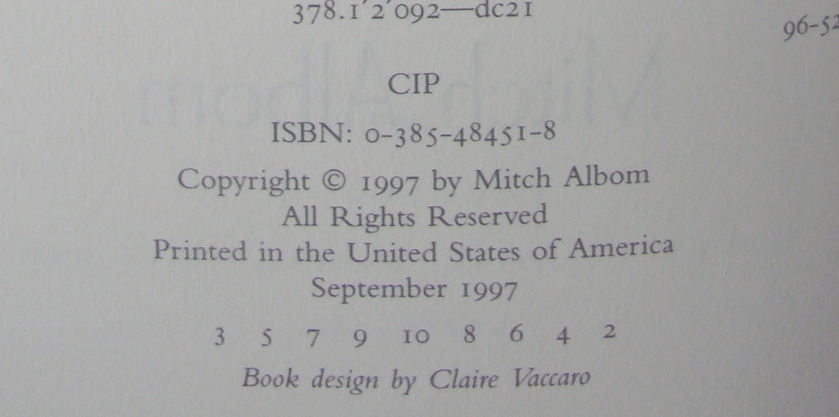 378.1′2′092—dc21
96-52
CIP
ISBN: 0-385-48451-8
Copyright © 1997 by Mitch Albom
All Rights Reserved
Printed in the United States of America
September 1997
3 5 7 9 10 8 6 4 2
Book design by Claire Vaccaro